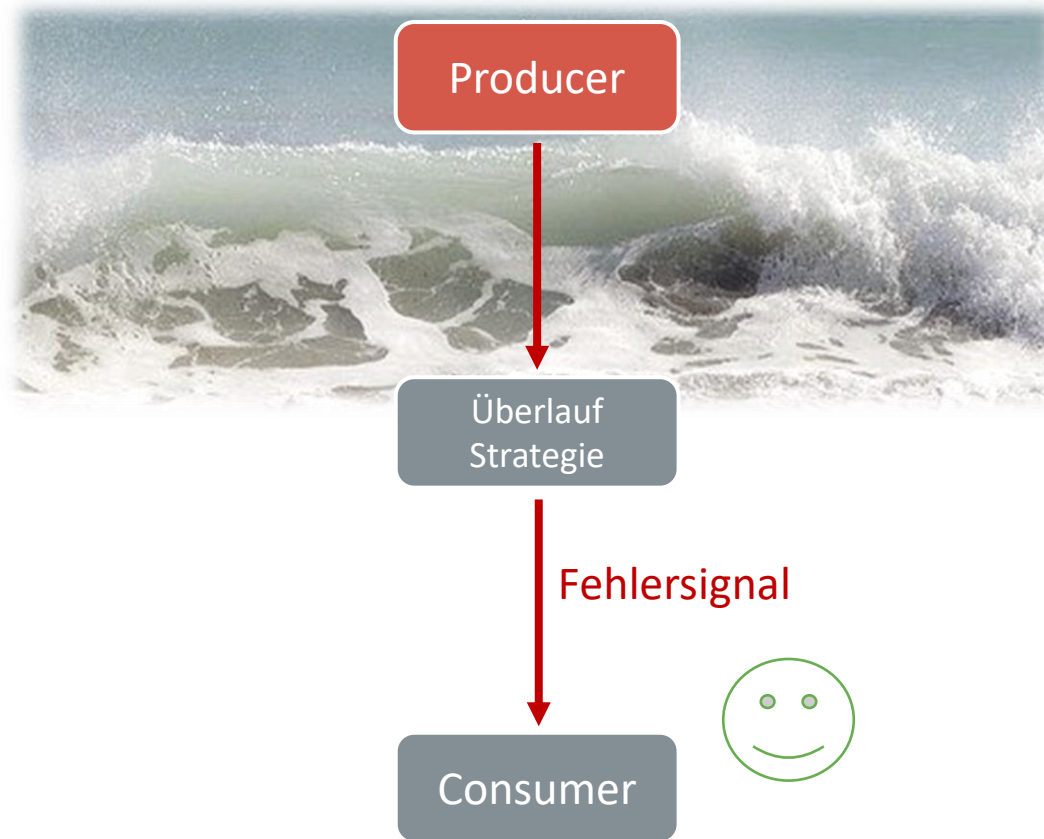 Producer
Überlauf
Strategie
Fehlersignal
Consumer